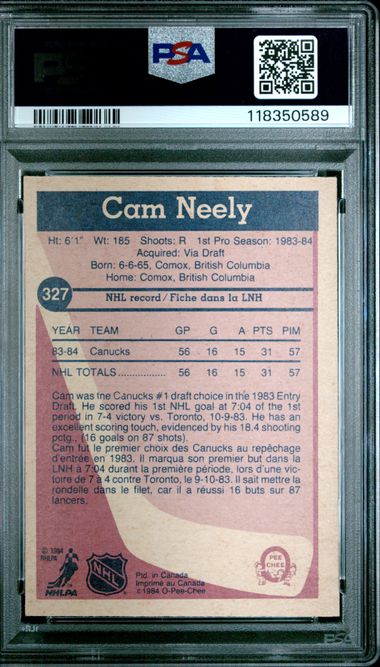 PSA
118350589
Cam Neely
Ht: 6'1" Wt: 185 Shoots: R 1st Pro Season: 1983-84
Acquired: Via Draft
Born: 6-6-65, Comox, British Columbia
Home: Comox, British Columbia
327
NHL record/Fiche dans la LNH
YEAR TEAM GP G A PTS PIM
83-84 Canucks 56 16 15 31 57
NHL TOTALS................. 56 16 15 31 57
Cam was the Canucks #1 draft choice in the 1983 Entry
Draft. He scored his 1st NHL goal at 7:04 of the 1st
period in 7-4 victory vs. Toronto, 10-9-83. He has an
excellent scoring touch, evidenced by his 18.4 shooting
pctg., (16 goals on 87 shots).
Cam fut le premier choix des Canucks au repêchage
d'entrée en 1983. Il marqua son premier but dans la
LNH à 7:04 durant la première période, lors d'une vic-
toire de 7 à 4 contre Toronto, le 9-10-83. Il sait mettre la
rondelle dans le filet, car il a réussi 16 buts sur 87
lancers.
© 1984
NHLPA
NHLPA
NHL
Ptd. in Canada
Imprimé au Canada
©1984 O-Pee-Chee
O
PEE
CHEE
PSA